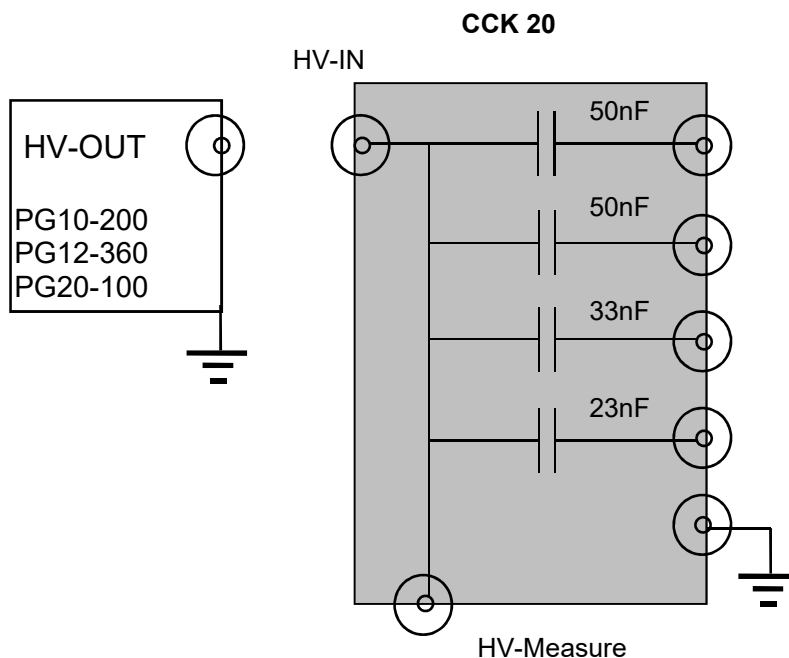 CCK 20
HV-IN
HV-OUT
PG10-200
PG12-360
PG20-100
50nF
50nF
33nF
23nF
HV-Measure